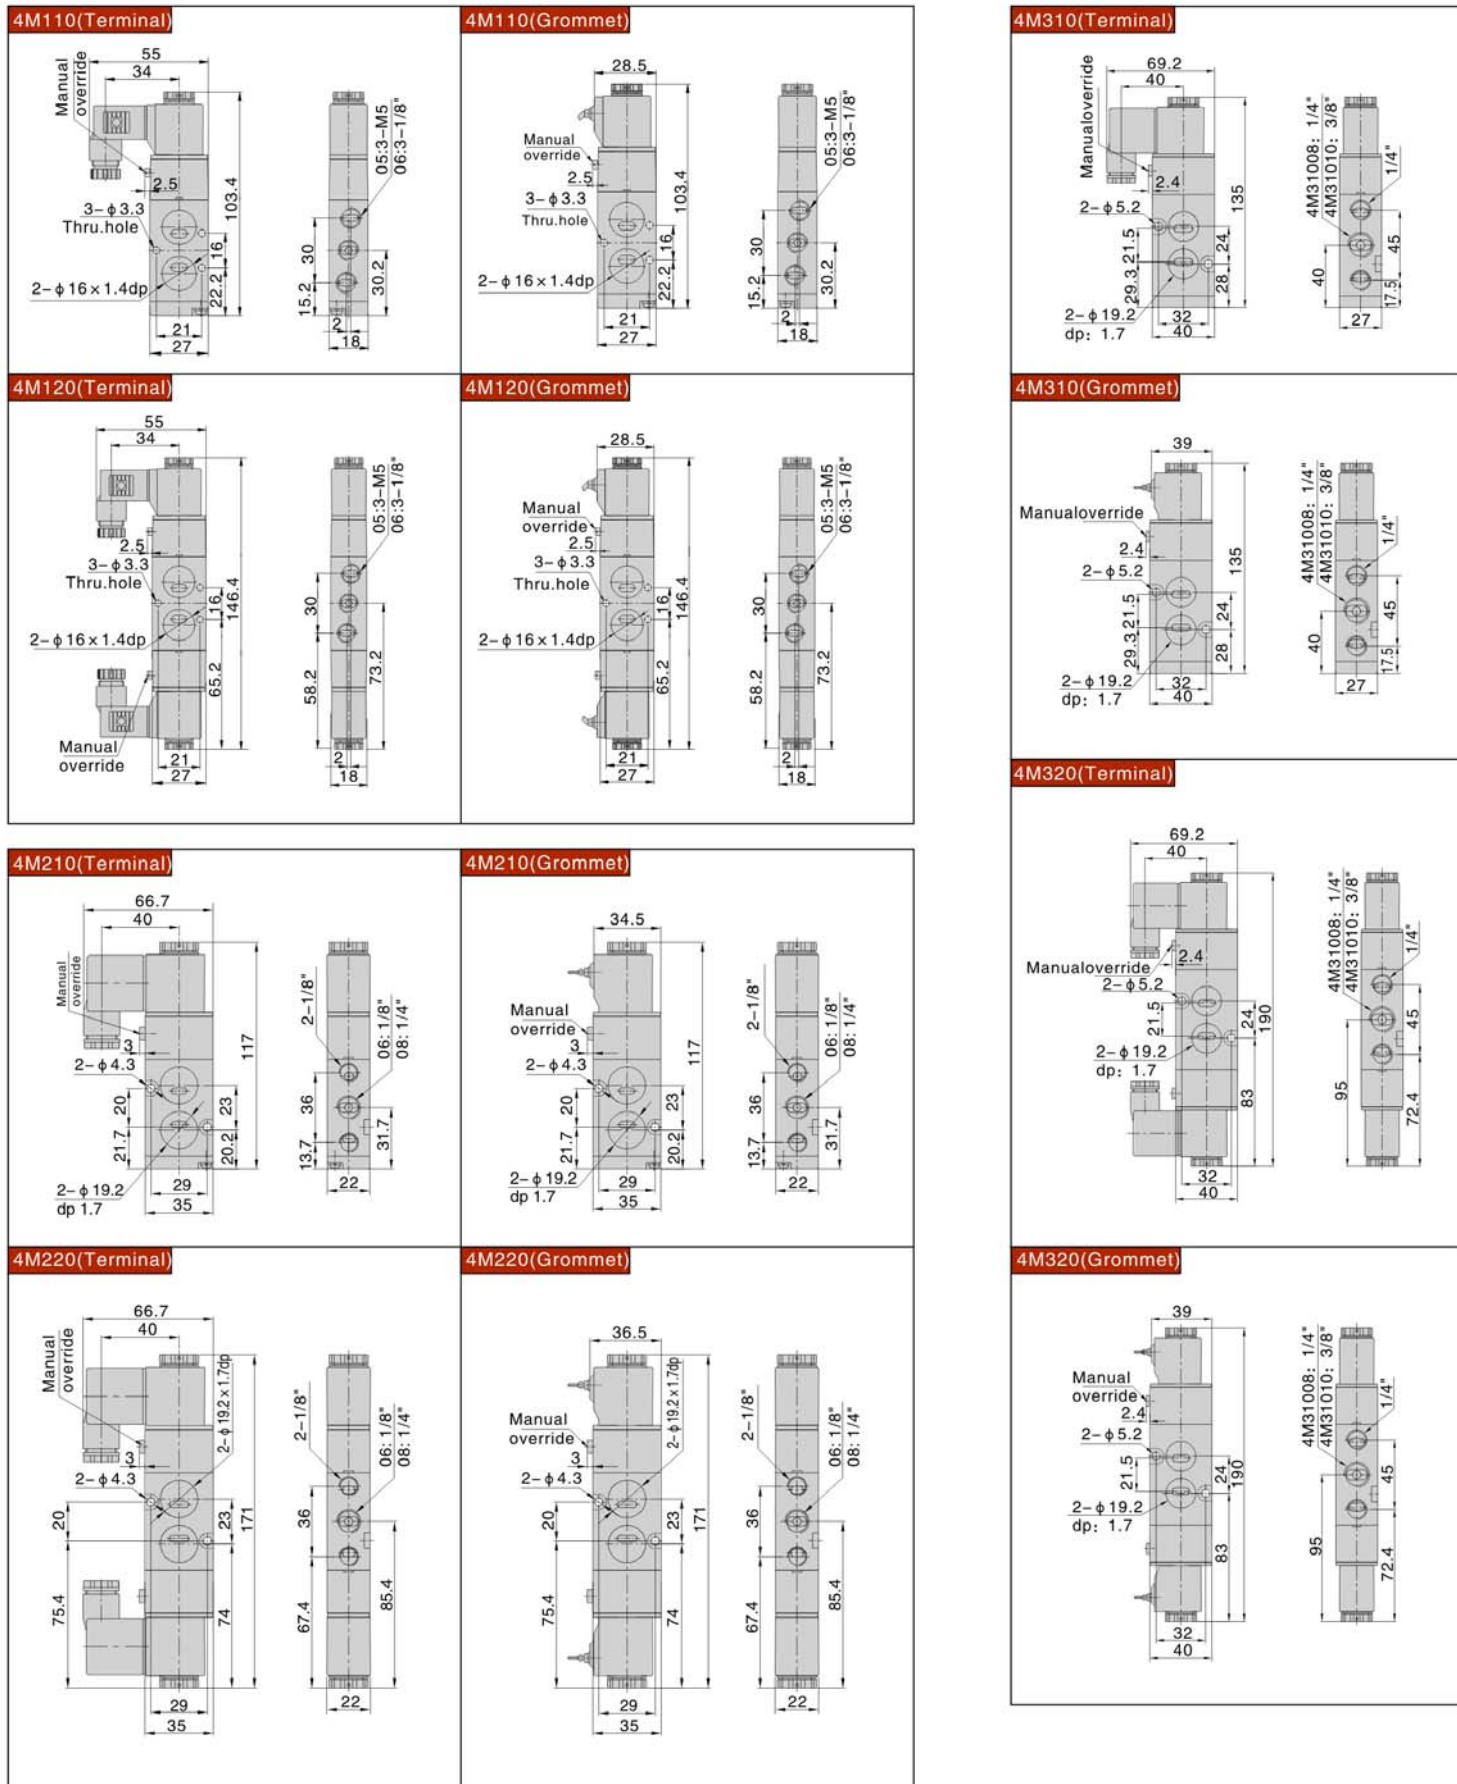 4M110(Terminal)
55
34
Manual
override
2.5
3-ϕ3.3
Thru.hole
2-ϕ16×1.4dp
103.4
16
22.2
21
27
05:3-M5
06:3-1/8"
30
15.2
30.2
2
18
4M110(Grommet)
28.5
Manual
override
2.5
3-ϕ3.3
Thru.hole
2-ϕ16×1.4dp
103.4
16
22.2
21
27
05:3-M5
06:3-1/8"
30
15.2
30.2
2
18
4M120(Terminal)
55
34
2.5
3-ϕ3.3
Thru.hole
2-ϕ16×1.4dp
16
146.4
65.2
Manual
override
21
27
05:3-M5
06:3-1/8"
30
58.2
73.2
2
18
4M120(Grommet)
28.5
Manual
override
2.5
3-ϕ3.3
Thru.hole
2-ϕ16×1.4dp
16
146.4
65.2
21
27
05:3-M5
06:3-1/8"
30
58.2
73.2
2
18
4M210(Terminal)
66.7
40
Manual
override
3
2-ϕ4.3
20
21.7
2-ϕ19.2
dp 1.7
117
23
20.2
29
35
2-1/8"
06: 1/8"
08: 1/4"
36
13.7
31.7
22
4M210(Grommet)
34.5
Manual
override
3
2-ϕ4.3
20
21.7
2-ϕ19.2
dp 1.7
117
23
20.2
29
35
2-1/8"
06: 1/8"
08: 1/4"
36
13.7
31.7
22
4M220(Terminal)
66.7
40
Manual
override
2-ϕ19.2×1.7dp
3
2-ϕ4.3
20
75.4
23
171
74
29
35
2-1/8"
06: 1/8"
08: 1/4"
36
67.4
85.4
22
4M220(Grommet)
36.5
Manual
override
2-ϕ19.2×1.7dp
3
2-ϕ4.3
20
75.4
23
171
74
29
35
2-1/8"
06: 1/8"
08: 1/4"
36
67.4
85.4
22
4M310(Terminal)
69.2
40
Manualoverride
2.4
2-ϕ5.2
21.5
29.3
2-ϕ19.2
dp: 1.7
135
24
28
32
40
4M31008: 1/4"
4M31010: 3/8"
1/4"
40
45
17.5
27
4M310(Grommet)
39
Manualoverride
2.4
2-ϕ5.2
21.5
29.3
2-ϕ19.2
dp: 1.7
135
24
28
32
40
4M31008: 1/4"
4M31010: 3/8"
1/4"
40
45
17.5
27
4M320(Terminal)
69.2
40
Manualoverride
2.4
2-ϕ5.2
21.5
2-ϕ19.2
dp: 1.7
24
190
83
32
40
4M31008: 1/4"
4M31010: 3/8"
1/4"
45
95
72.4
4M320(Grommet)
39
Manual
override
2.4
2-ϕ5.2
21.5
2-ϕ19.2
dp: 1.7
24
190
83
32
40
4M31008: 1/4"
4M31010: 3/8"
1/4"
45
95
72.4